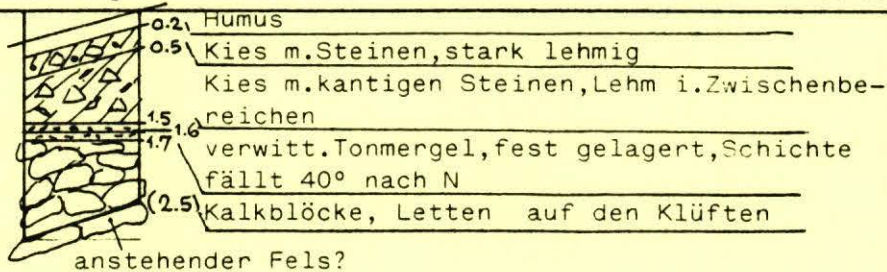 0.2 Humus
0.5 Kies m.Steinen,stark lehmig
Kies m.kantigen Steinen,Lehm i.Zwischenbe-
1.5 reichen
1.6
1.7 verwitt.Tonmergel,fest gelagert,Schichte
fällt 40° nach N
(2.5) Kalkblöcke, Letten auf den Klüften
anstehender Fels?